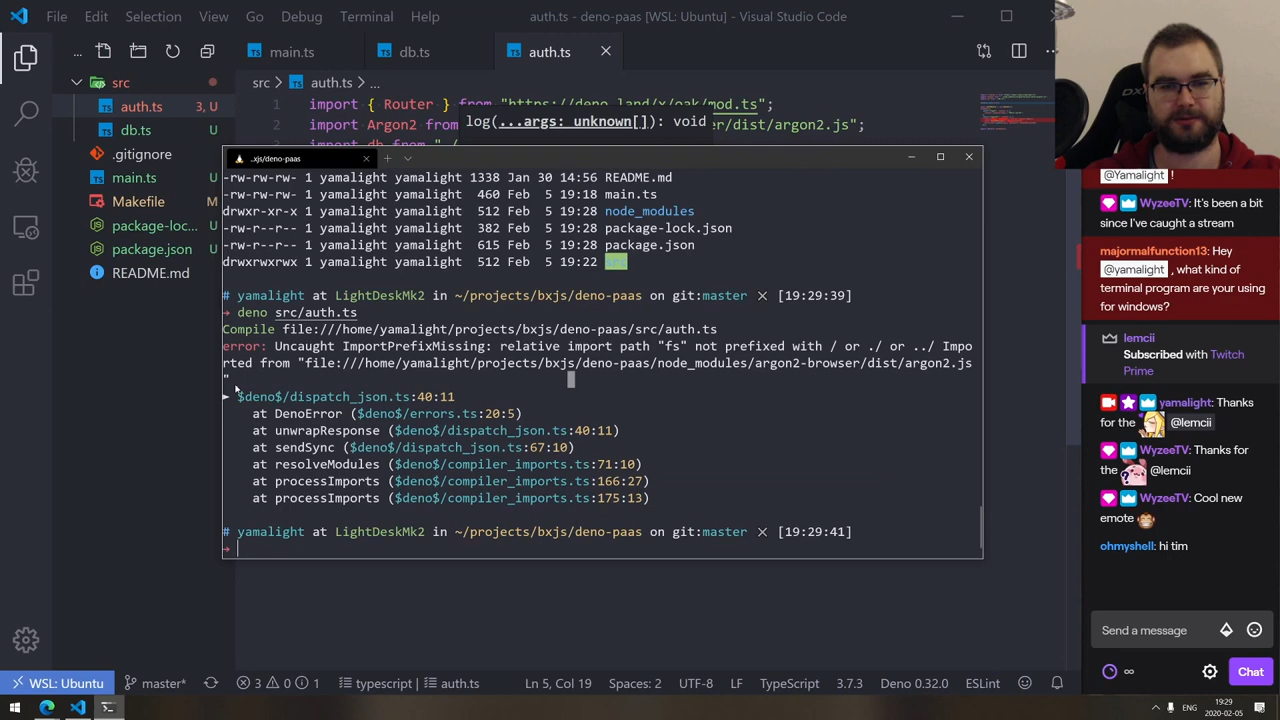 File Edit Selection View Go Debug Terminal Help auth.ts - deno-paas [WSL: Ubuntu] - Visual Studio Code
main.ts db.ts auth.ts
src
auth.ts 3, U
db.ts
.gitignore
main.ts
Makefile
package-loc...
package.json
README.md
src > auth.ts > ...
1 import { Router } from "https://deno.land/x/oak/mod.ts";
log(...args: unknown[]): void
2 import Argon2 from er/dist/argon2.js";
import db from "./
.xjs/deno-paas
-rw-rw-rw- 1 yamalight yamalight 1338 Jan 30 14:56 README.md
-rw-rw-rw- 1 yamalight yamalight 460 Feb 5 19:18 main.ts
drwxr-xr-x 1 yamalight yamalight 512 Feb 5 19:28 node_modules
-rw-r--r-- 1 yamalight yamalight 382 Feb 5 19:28 package-lock.json
-rw-r--r-- 1 yamalight yamalight 615 Feb 5 19:28 package.json
drwxrwxrwx 1 yamalight yamalight 512 Feb 5 19:22 src
# yamalight at LightDeskMk2 in ~/projects/bxjs/deno-paas on git:master ✕ [19:29:39]
→ deno src/auth.ts
Compile file:///home/yamalight/projects/bxjs/deno-paas/src/auth.ts
error: Uncaught ImportPrefixMissing: relative import path "fs" not prefixed with / or ./ or ../ Impo
rted from "file:///home/yamalight/projects/bxjs/deno-paas/node_modules/argon2-browser/dist/argon2.js
"
► $deno$/dispatch_json.ts:40:11
at DenoError ($deno$/errors.ts:20:5)
at unwrapResponse ($deno$/dispatch_json.ts:40:11)
at sendSync ($deno$/dispatch_json.ts:67:10)
at resolveModules ($deno$/compiler_imports.ts:71:10)
at processImports ($deno$/compiler_imports.ts:166:27)
at processImports ($deno$/compiler_imports.ts:175:13)
# yamalight at LightDeskMk2 in ~/projects/bxjs/deno-paas on git:master ✕ [19:29:41]
→
@Yamalight !
WyzeeTV: It's been a bit
since I've caught a stream
majormalfunction13: Hey
@yamalight , what kind of
terminal program are your using
for windows?
lemcii
Subscribed with Twitch
Prime
yamalight: Thanks
for the @lemcii
WyzeeTV: Thanks for
the @lemcii
WyzeeTV: Cool new
emote
ohmyshell: hi tim
Send a message
∞ Chat
WSL: Ubuntu master* 3 0 1 typescript | auth.ts Ln 5, Col 19 Spaces: 2 UTF-8 LF TypeScript 3.7.3 Deno 0.32.0 ESLint
ENG 19:29
2020-02-05